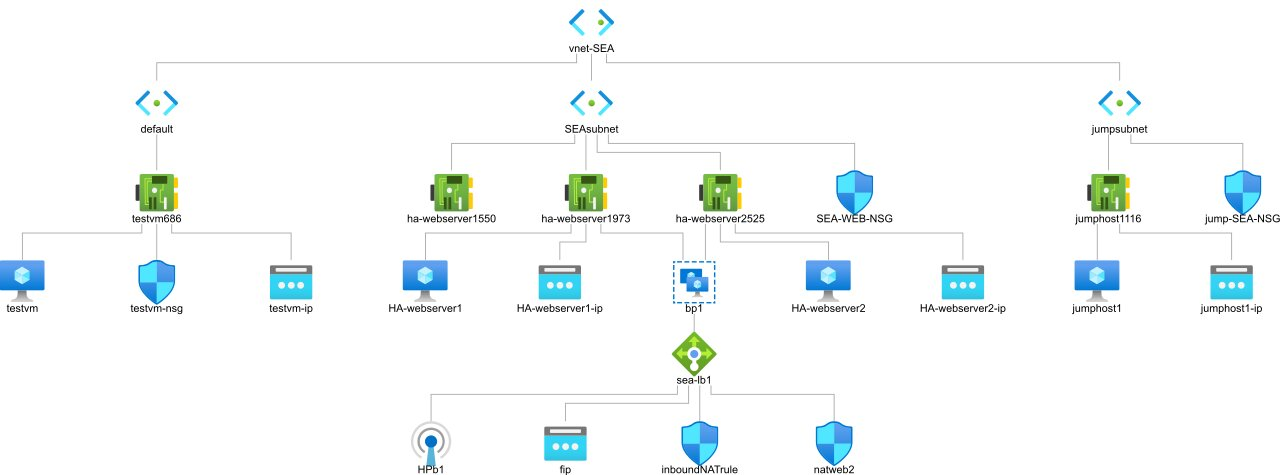 vnet-SEA
default
SEAsubnet
jumpsubnet
testvm686
ha-webserver1550
ha-webserver1973
ha-webserver2525
SEA-WEB-NSG
jumphost1116
jump-SEA-NSG
testvm
testvm-nsg
testvm-ip
HA-webserver1
HA-webserver1-ip
bp1
HA-webserver2
HA-webserver2-ip
jumphost1
jumphost1-ip
sea-lb1
HPb1
fip
inboundNATrule
natweb2